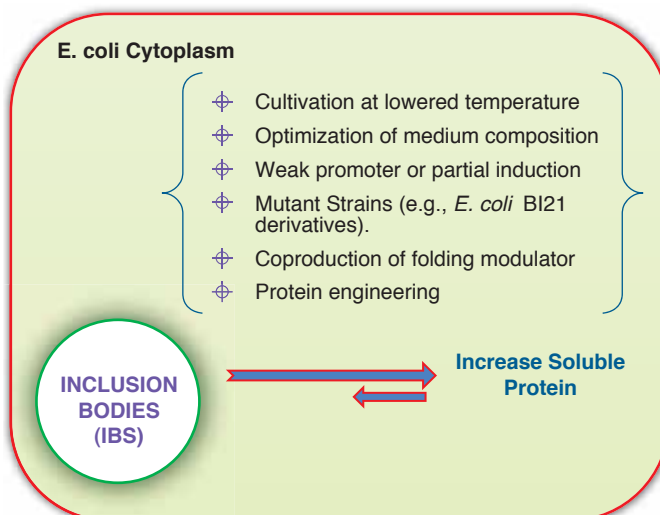 E. coli Cytoplasm
Cultivation at lowered temperature
Optimization of medium composition
Weak promoter or partial induction
Mutant Strains (e.g., E. coli BI21
derivatives).
Coproduction of folding modulator
Protein engineering
INCLUSION
BODIES
(IBS)
Increase Soluble
Protein